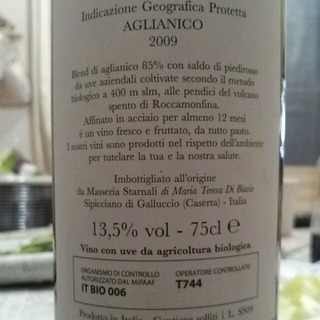 Indicazione Geografica Protetta
AGLIANICO
2009
Blend di aglianico 85% con saldo di piedirosso
da uve aziendali coltivate secondo il metodo
biologico a 400 m slm, alle pendici del vulcano
spento di Roccamonfina.
Affinato in acciaio per almeno 12 mesi
è un vino fresco e fruttato, da tutto pasto.
I nostri vini sono prodotti nel rispetto dell'ambiente
per tutelare la tua e la nostra salute.
Imbottigliato all'origine
da Masseria Starnali di Maria Teresa Di Biasio
Spicciano di Galluccio (Caserta) - Italia
13,5% vol - 75cl e
Vino con uve da agricoltura biologica
ORGANISMO DI CONTROLLO
AUTORIZZATO DAL MIPAAF
IT BIO 006
OPERATORE CONTROLLATO
T744
Prodotto in Italia - Contiene solfiti | L.